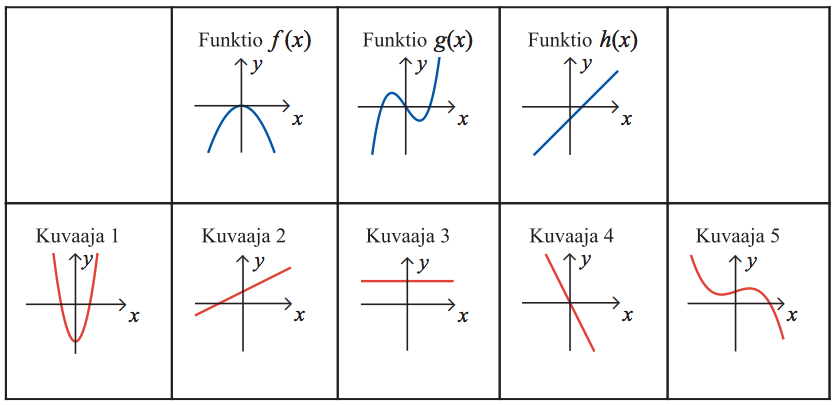 Funktio f(x)
y
x
Funktio g(x)
y
x
Funktio h(x)
y
x
Kuvaaja 1
y
x
Kuvaaja 2
y
x
Kuvaaja 3
y
x
Kuvaaja 4
y
x
Kuvaaja 5
y
x